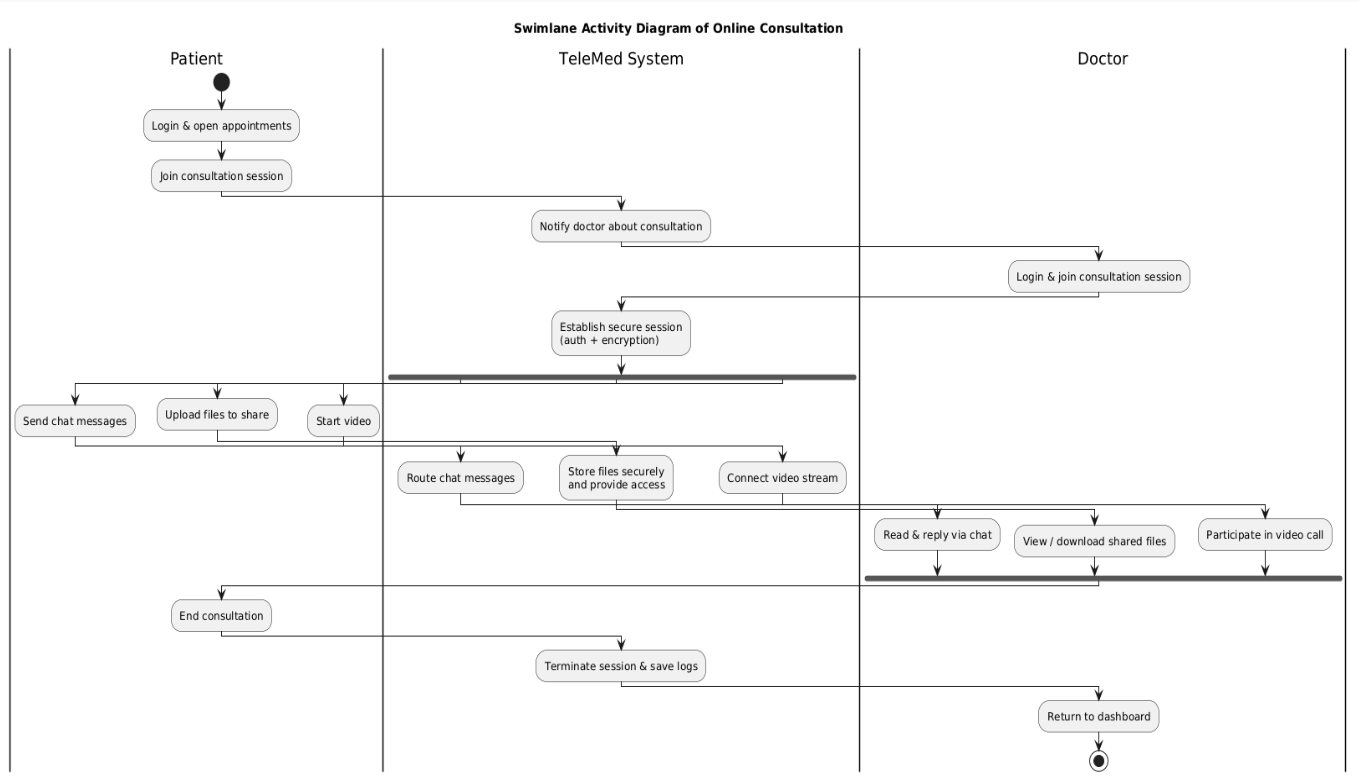 Swimlane Activity Diagram of Online Consultation
Patient
TeleMed System
Doctor
Login & open appointments
Join consultation session
Notify doctor about consultation
Login & join consultation session
Establish secure session
(auth + encryption)
Send chat messages
Upload files to share
Start video
Route chat messages
Store files securely
and provide access
Connect video stream
Read & reply via chat
View / download shared files
Participate in video call
End consultation
Terminate session & save logs
Return to dashboard